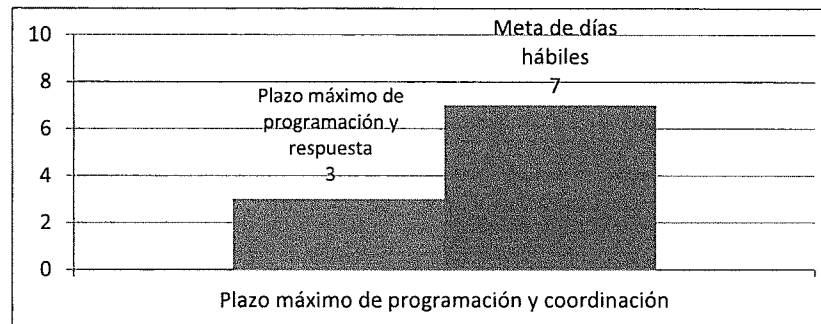 10
8
6
4
2
0
Plazo máximo de
programación y
respuesta
3
Meta de días
hábiles
7
Plazo máximo de programación y coordinación